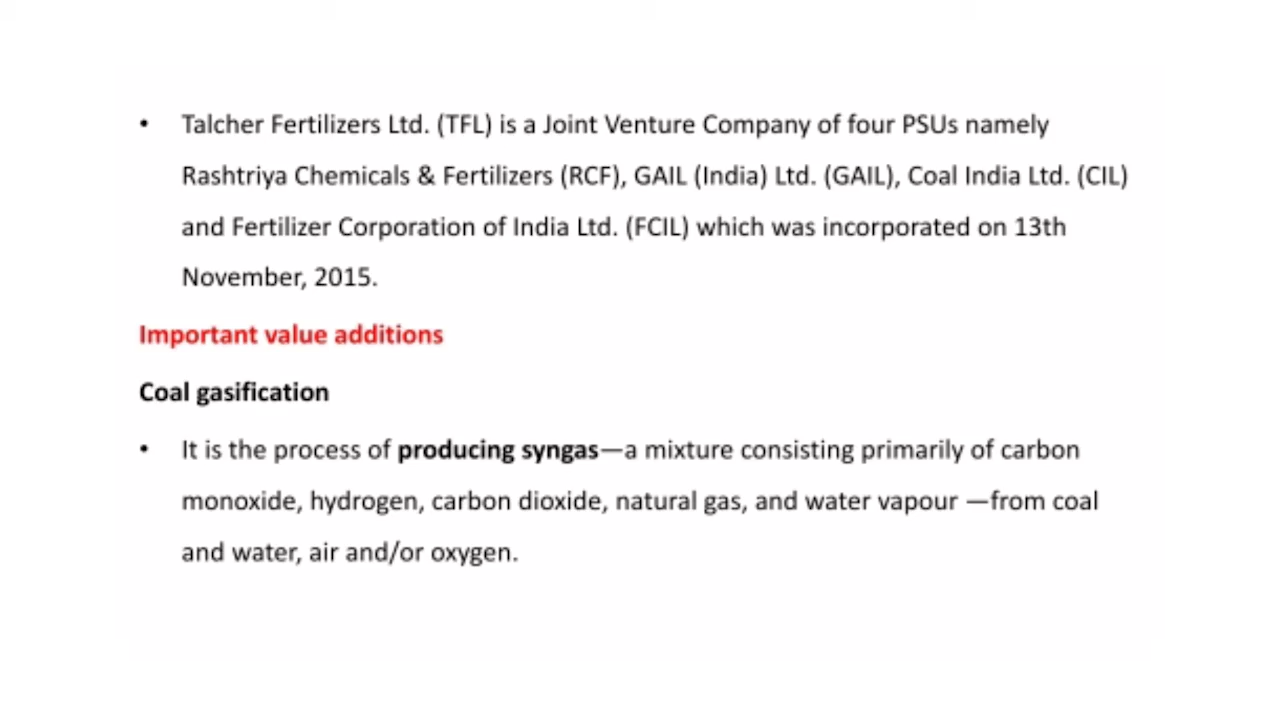 • Talcher Fertilizers Ltd. (TFL) is a Joint Venture Company of four PSUs namely
Rashtriya Chemicals & Fertilizers (RCF), GAIL (India) Ltd. (GAIL), Coal India Ltd. (CIL)
and Fertilizer Corporation of India Ltd. (FCIL) which was incorporated on 13th
November, 2015.
Important value additions
Coal gasification
• It is the process of producing syngas—a mixture consisting primarily of carbon
monoxide, hydrogen, carbon dioxide, natural gas, and water vapour —from coal
and water, air and/or oxygen.